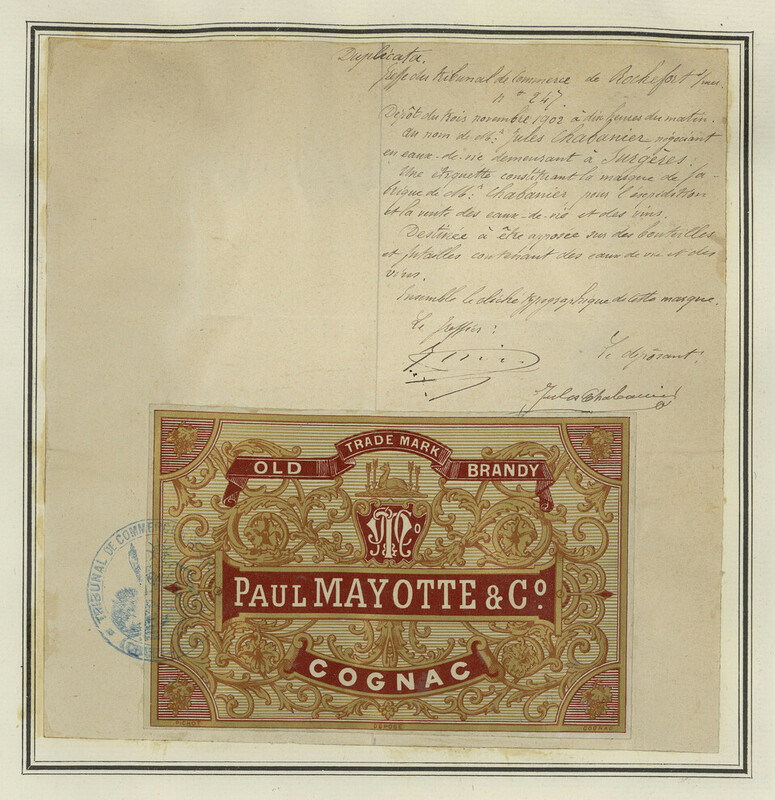 Duplicata.
Greffe du tribunal de Commerce de Rochefort s/mer
n° 247.
Dépôt du trois novembre 1902 à dix heures du matin.
au nom de Mr. Jules Chabanier négociant
en eaux-de-vie demeurant à Surgères:
Une étiquette constituant la marque de fa-
brique de Mr. Chabanier, pour l'expédition
et la vente des eaux-de-vie et des vins.
Destinée à être apposée sur des bouteilles
et futailles contenant des eaux de vie et des
vins.
Ensemble le cliché typographique de cette marque.
Le Greffier:
Le déposant:
Jules Chabanier
TRADE MARK
OLD BRANDY
PAUL MAYOTTE & Co.
COGNAC
TRIBUNAL DE COMMERCE
DÉPOSÉ
COGNAC